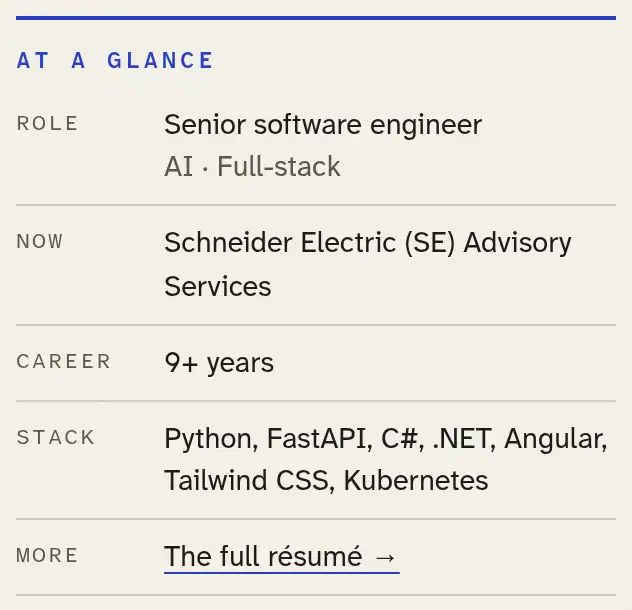 AT A GLANCE
ROLE
Senior software engineer
AI · Full-stack
NOW
Schneider Electric (SE) Advisory
Services
CAREER
9+ years
STACK
Python, FastAPI, C#, .NET, Angular,
Tailwind CSS, Kubernetes
MORE
The full résumé →